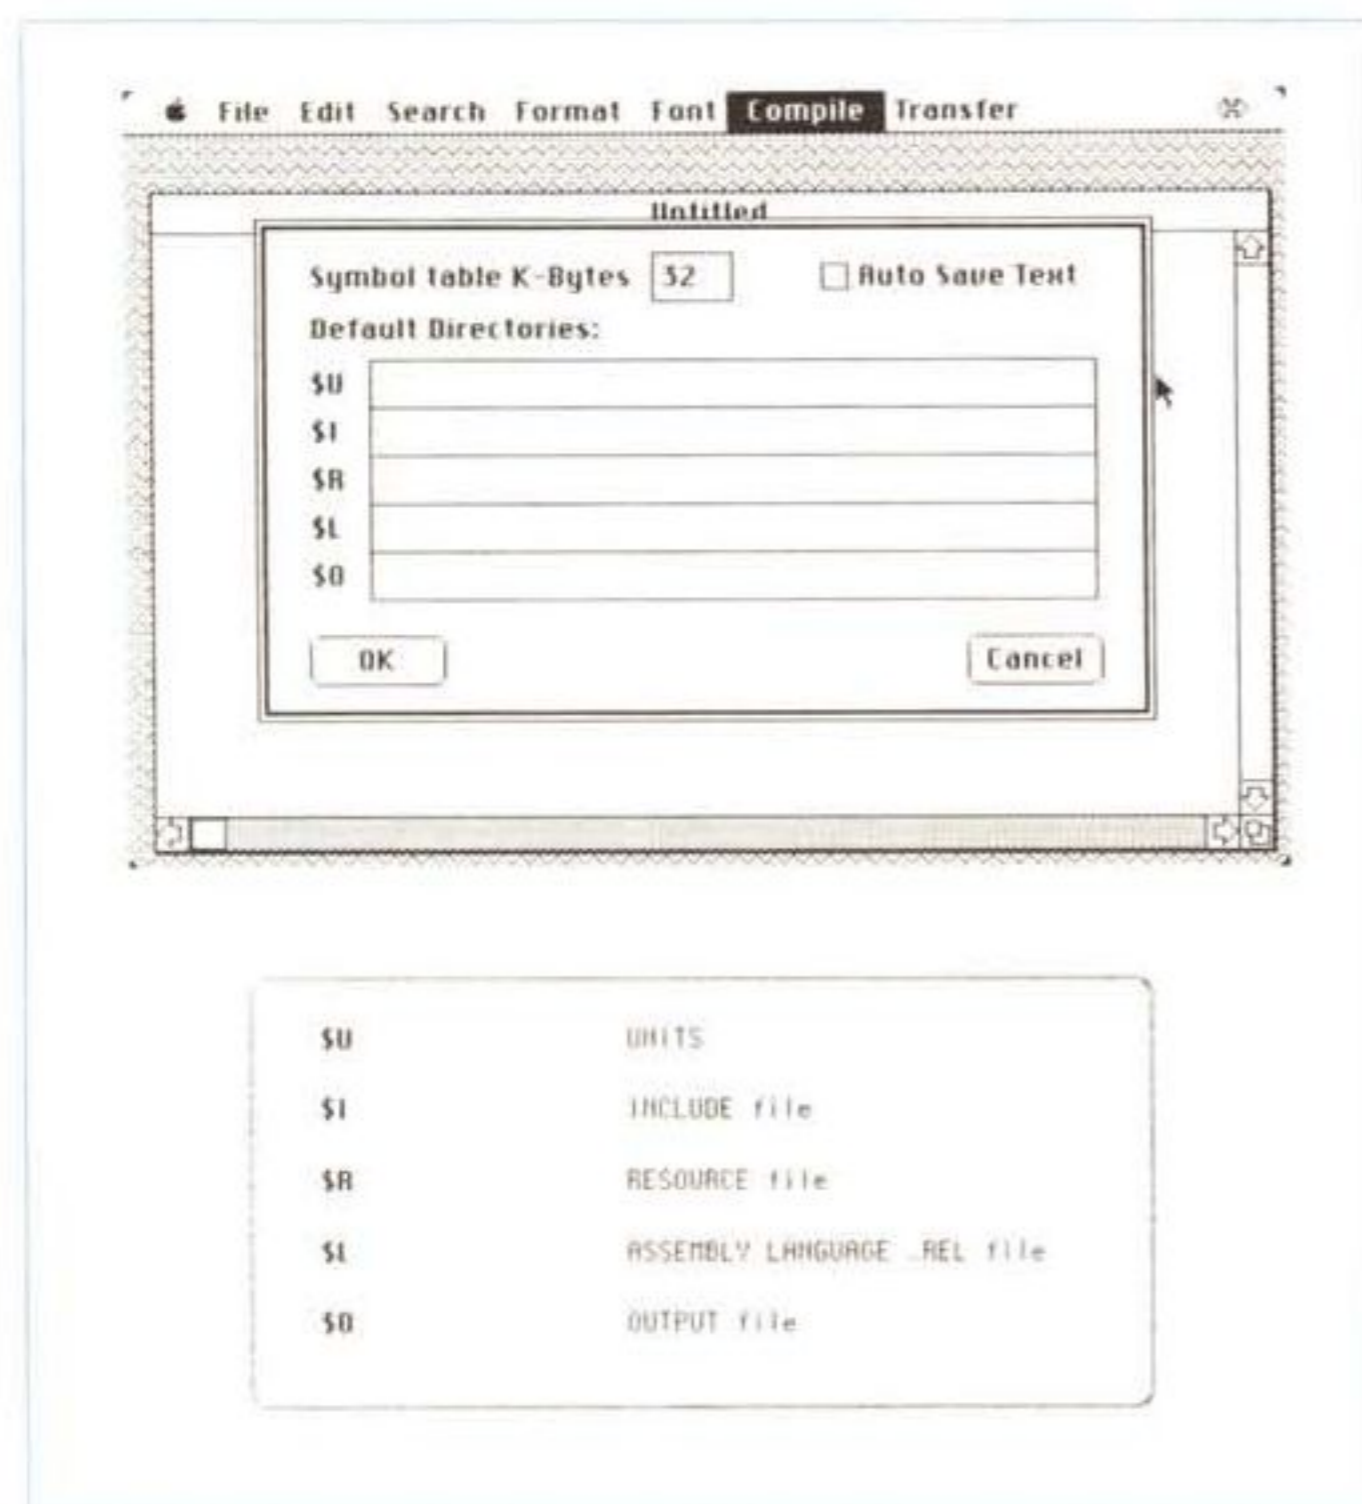 File Edit Search Format Font Compile Transfer
Untitled
Symbol table K-Bytes 32 Auto Save Text
Default Directories:
$U
$I
$R
$L
$O
OK Cancel
$U UNITS
$I INCLUDE file
$R RESOURCE file
$L ASSEMBLY LANGUAGE .REL file
$O OUTPUT file